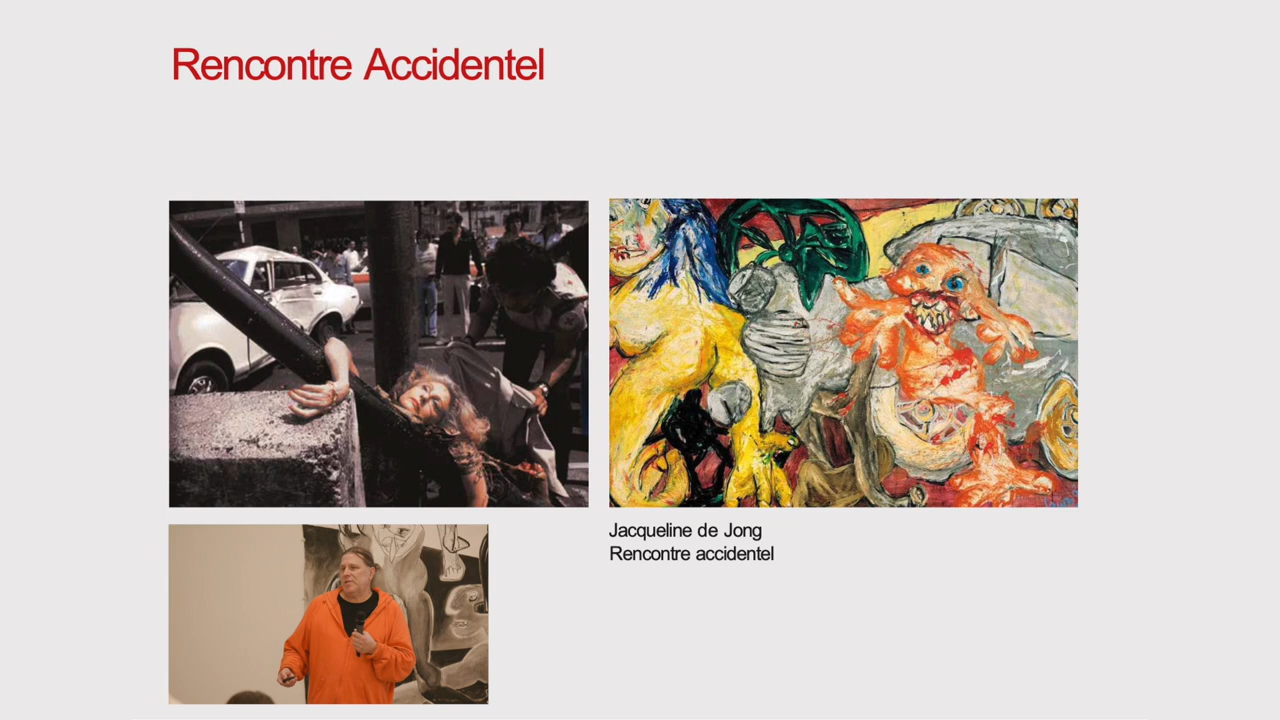 Rencontre Accidentel
Jacqueline de Jong
Rencontre accidentel